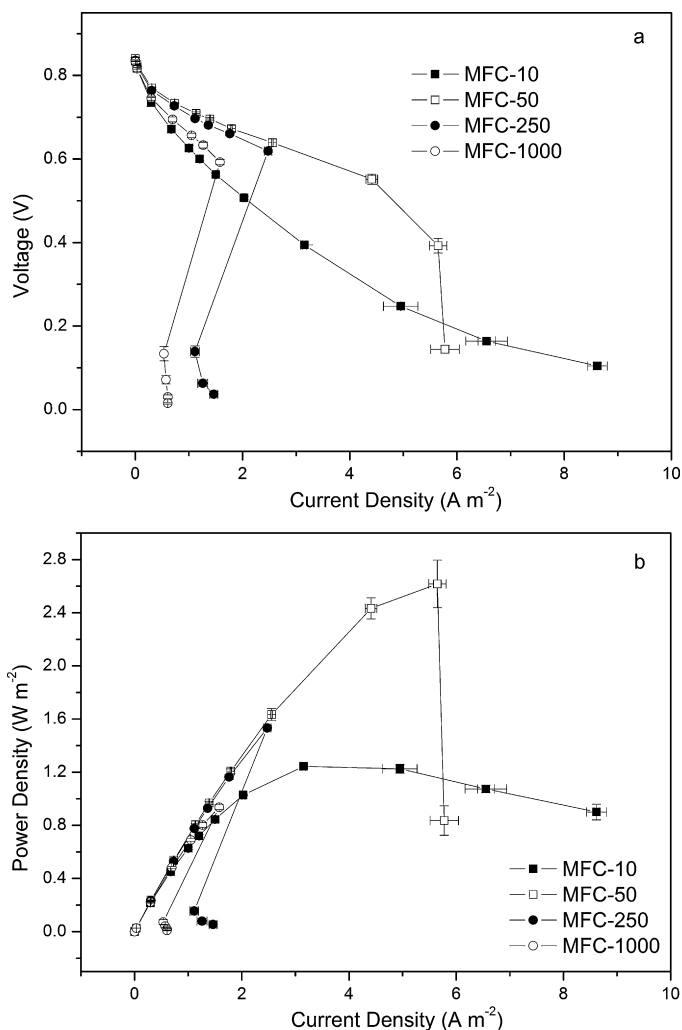 a
MFC-10
MFC-50
MFC-250
MFC-1000
0.8
0.6
0.4
0.2
0.0
Voltage (V)
0 2 4 6 8 10
Current Density (A m-2)
b
2.8
2.4
2.0
1.6
1.2
0.8
0.4
0.0
Power Density (W m-2)
MFC-10
MFC-50
MFC-250
MFC-1000
0 2 4 6 8 10
Current Density (A m-2)